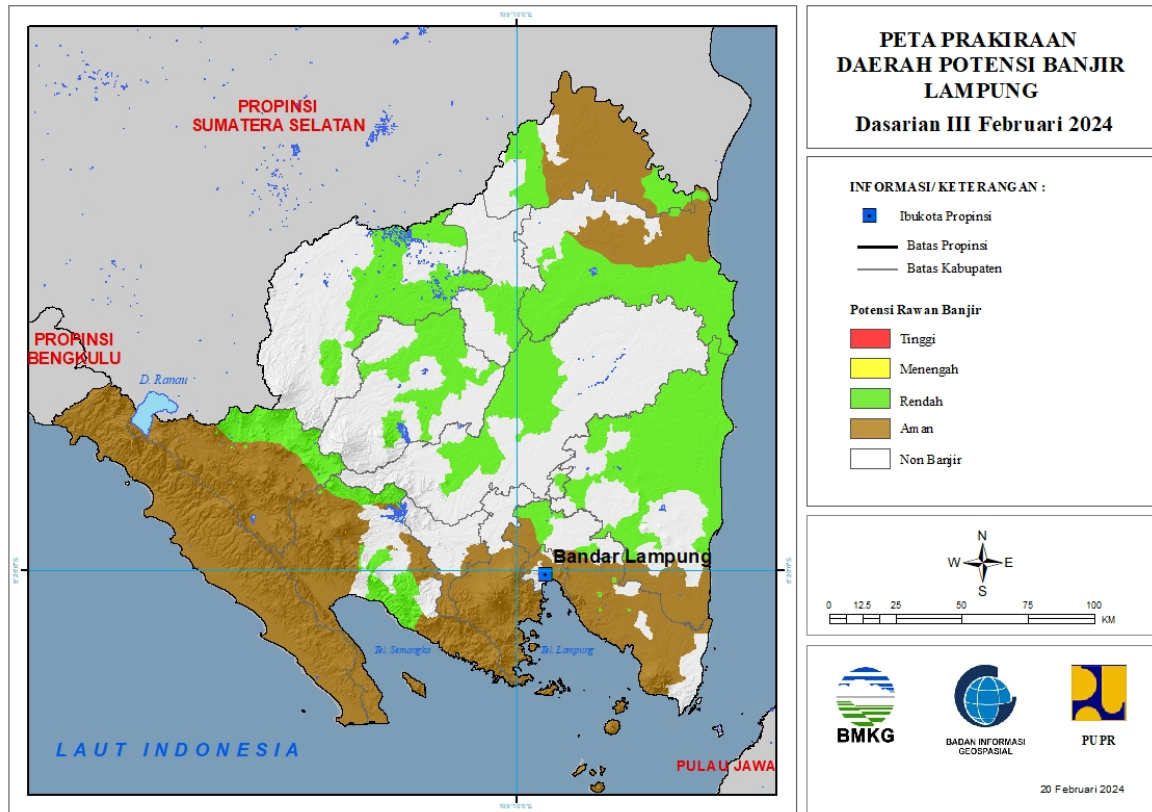 PETA PRAKIRAAN
DAERAH POTENSI BANJIR
LAMPUNG
Dasarian III Februari 2024
INFORMASI/KETERANGAN :
Ibukota Propinsi
Batas Propinsi
Batas Kabupaten
Potensi Rawan Banjir
Tinggi
Menengah
Rendah
Aman
Non Banjir
N
W E
S
0 12.5 25 50 75 100
KM
BMKG
BADAN INFORMASI
GEOSPASIAL
PUPR
20 Februari 2024
PROPINSI
SUMATERA SELATAN
PROPINSI
BENGKULU
D. Ranau
Bandar Lampung
Tel. Semangka
Tel. Lampung
LAUT INDONESIA
PULAU JAWA